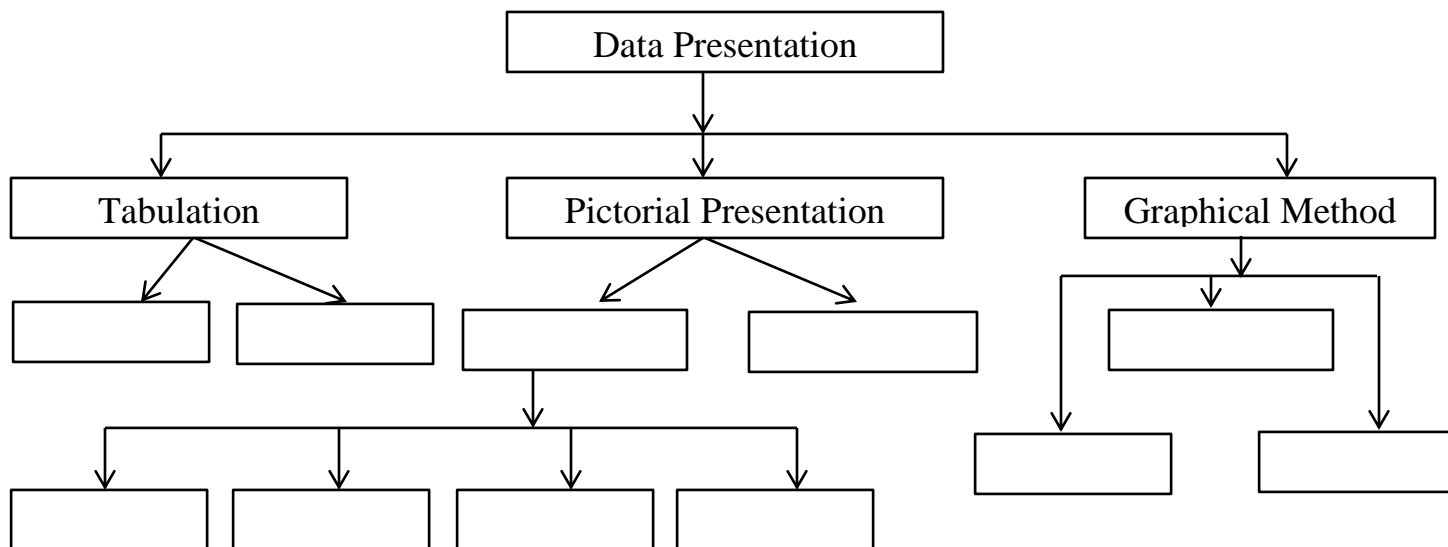 Data Presentation
Tabulation
Pictorial Presentation
Graphical Method